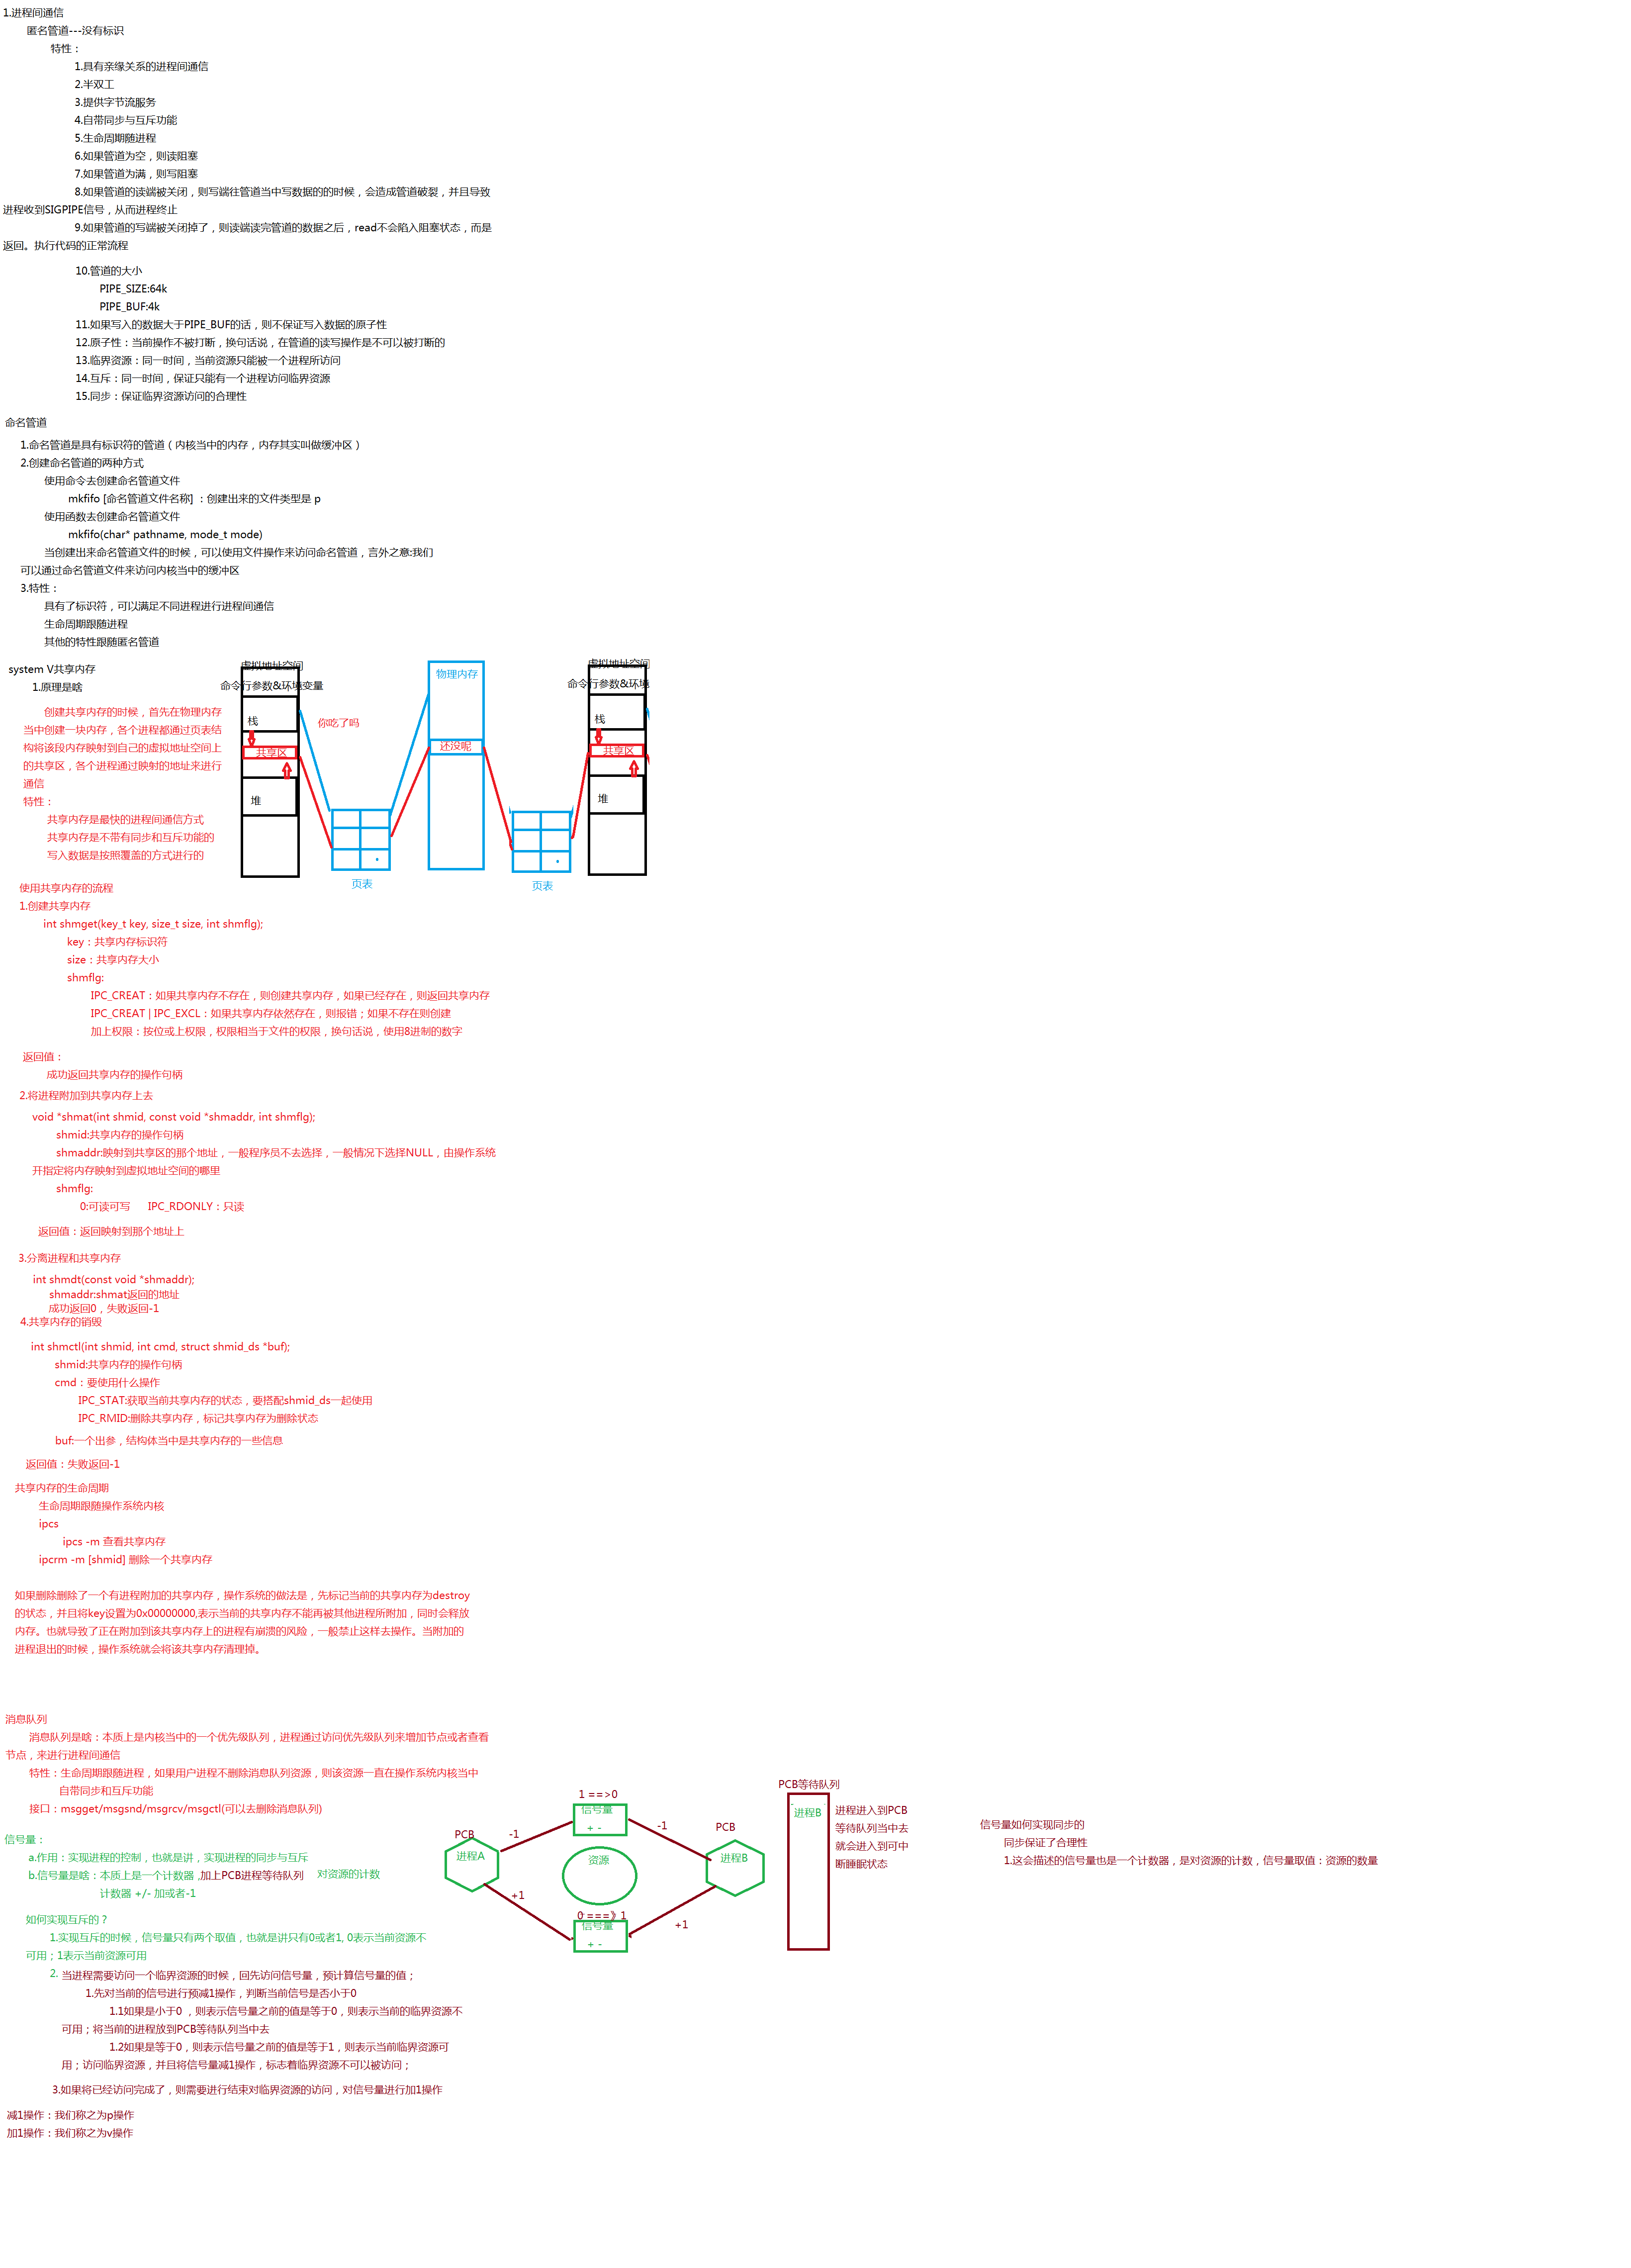 1.进程间通信
匿名管道---没有标识
特性：
1.具有亲缘关系的进程间通信
2.半双工
3.提供字节流服务
4.自带同步与互斥功能
5.生命周期随进程
6.如果管道为空，则读阻塞
7.如果管道为满，则写阻塞
8.如果管道的读端被关闭，则写端往管道当中写数据的的时候，会造成管道破裂，并且导致
进程收到SIGPIPE信号，从而进程终止
9.如果管道的写端被关闭掉了，则读端读完管道的数据之后，read不会陷入阻塞状态，而是
返回。执行代码的正常流程
10.管道的大小
PIPE_SIZE:64k
PIPE_BUF:4k
11.如果写入的数据大于PIPE_BUF的话，则不保证写入数据的原子性
12.原子性：当前操作不被打断，换句话说，在管道的读写操作是不可以被打断的
13.临界资源：同一时间，当前资源只能被一个进程所访问
14.互斥：同一时间，保证只能有一个进程访问临界资源
15.同步：保证临界资源访问的合理性
命名管道
1.命名管道是具有标识符的管道（内核当中的内存，内存其实叫做缓冲区）
2.创建命名管道的两种方式
使用命令去创建命名管道文件
mkfifo [命名管道文件名称] ：创建出来的文件类型是 p
使用函数去创建命名管道文件
mkfifo(char* pathname, mode_t mode)
当创建出来命名管道文件的时候，可以使用文件操作来访问命名管道，言外之意:我们
可以通过命名管道文件来访问内核当中的缓冲区
3.特性：
具有了标识符，可以满足不同进程进行进程间通信
生命周期跟随进程
其他的特性跟随匿名管道
system V共享内存
1.原理是啥
创建共享内存的时候，首先在物理内存
当中创建一块内存，各个进程都通过页表结
构将该段内存映射到自己的虚拟地址空间上
的共享区，各个进程通过映射的地址来进行
通信
特性：
共享内存是最快的进程间通信方式
共享内存是不带有同步和互斥功能的
写入数据是按照覆盖的方式进行的
虚拟地址空间
命令行参数&环境变量
栈
共享区
堆
你吃了吗
页表
物理内存
还没呢
页表
虚拟地址空间
命令行参数&环境
栈
共享区
堆
使用共享内存的流程
1.创建共享内存
int shmget(key_t key, size_t size, int shmflg);
key：共享内存标识符
size：共享内存大小
shmflg:
IPC_CREAT：如果共享内存不存在，则创建共享内存，如果已经存在，则返回共享内存
IPC_CREAT | IPC_EXCL：如果共享内存依然存在，则报错；如果不存在则创建
加上权限：按位或上权限，权限相当于文件的权限，换句话说，使用8进制的数字
返回值：
成功返回共享内存的操作句柄
2.将进程附加到共享内存上去
void *shmat(int shmid, const void *shmaddr, int shmflg);
shmid:共享内存的操作句柄
shmaddr:映射到共享区的那个地址，一般程序员不去选择，一般情况下选择NULL，由操作系统
开指定将内存映射到虚拟地址空间的哪里
shmflg:
0:可读可写 IPC_RDONLY：只读
返回值：返回映射到那个地址上
3.分离进程和共享内存
int shmdt(const void *shmaddr);
shmaddr:shmat返回的地址
成功返回0，失败返回-1
4.共享内存的销毁
int shmctl(int shmid, int cmd, struct shmid_ds *buf);
shmid:共享内存的操作句柄
cmd：要使用什么操作
IPC_STAT:获取当前共享内存的状态，要搭配shmid_ds一起使用
IPC_RMID:删除共享内存，标记共享内存为删除状态
buf:一个出参，结构体当中是共享内存的一些信息
返回值：失败返回-1
共享内存的生命周期
生命周期跟随操作系统内核
ipcs
ipcs -m 查看共享内存
ipcrm -m [shmid] 删除一个共享内存
如果删除删除了一个有进程附加的共享内存，操作系统的做法是，先标记当前的共享内存为destroy
的状态，并且将key设置为0x00000000,表示当前的共享内存不能再被其他进程所附加，同时会释放
内存。也就导致了正在附加到该共享内存上的进程有崩溃的风险，一般禁止这样去操作。当附加的
进程退出的时候，操作系统就会将该共享内存清理掉。
消息队列
消息队列是啥：本质上是内核当中的一个优先级队列，进程通过访问优先级队列来增加节点或者查看
节点，来进行进程间通信
特性：生命周期跟随进程，如果用户进程不删除消息队列资源，则该资源一直在操作系统内核当中
自带同步和互斥功能
接口：msgget/msgsnd/msgrcv/msgctl(可以去删除消息队列)
信号量：
a.作用：实现进程的控制，也就是讲，实现进程的同步与互斥
b.信号量是啥：本质上是一个计数器 ,加上PCB进程等待队列 对资源的计数
计数器 +/- 加或者-1
如何实现互斥的？
1.实现互斥的时候，信号量只有两个取值，也就是讲只有0或者1, 0表示当前资源不
可用；1表示当前资源可用
2. 当进程需要访问一个临界资源的时候，回先访问信号量，预计算信号量的值；
1.先对当前的信号进行预减1操作，判断当前信号是否小于0
1.1如果是小于0 ，则表示信号量之前的值是等于0，则表示当前的临界资源不
可用；将当前的进程放到PCB等待队列当中去
1.2如果是等于0，则表示信号量之前的值是等于1，则表示当前临界资源可
用；访问临界资源，并且将信号量减1操作，标志着临界资源不可以被访问；
3.如果将已经访问完成了，则需要进行结束对临界资源的访问，对信号量进行加1操作
减1操作：我们称之为p操作
加1操作：我们称之为v操作
PCB
进程A
-1
+1
1 ==>0
信号量
+ -
资源
0 ===》1
信号量
+ -
-1
+1
PCB
进程B
PCB等待队列
进程B
进程进入到PCB
等待队列当中去
就会进入到可中
断睡眠状态
信号量如何实现同步的
同步保证了合理性
1.这会描述的信号量也是一个计数器，是对资源的计数，信号量取值：资源的数量